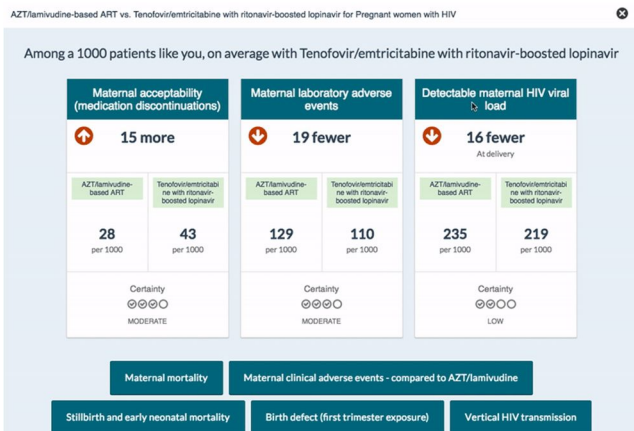 AZT/lamivudine-based ART vs. Tenofovir/emtricitabine with ritonavir-boosted lopinavir for Pregnant women with HIV
Among a 1000 patients like you, on average with Tenofovir/emtricitabine with ritonavir-boosted lopinavir
Maternal acceptability
(medication discontinuations)
15 more
AZT/lamivudine-
based ART
Tenofovir/emtricitabi
ne with ritonavir-
boosted lopinavir
28
per 1000
43
per 1000
Certainty
MODERATE
Maternal laboratory adverse
events
19 fewer
AZT/lamivudine-
based ART
Tenofovir/emtricitabi
ne with ritonavir-
boosted lopinavir
129
per 1000
110
per 1000
Certainty
MODERATE
Detectable maternal HIV viral
load
16 fewer
At delivery
AZT/lamivudine-
based ART
Tenofovir/emtricitabi
ne with ritonavir-
boosted lopinavir
235
per 1000
219
per 1000
Certainty
LOW
Maternal mortality
Maternal clinical adverse events - compared to AZT/lamivudine
Stillbirth and early neonatal mortality
Birth defect (first trimester exposure)
Vertical HIV transmission